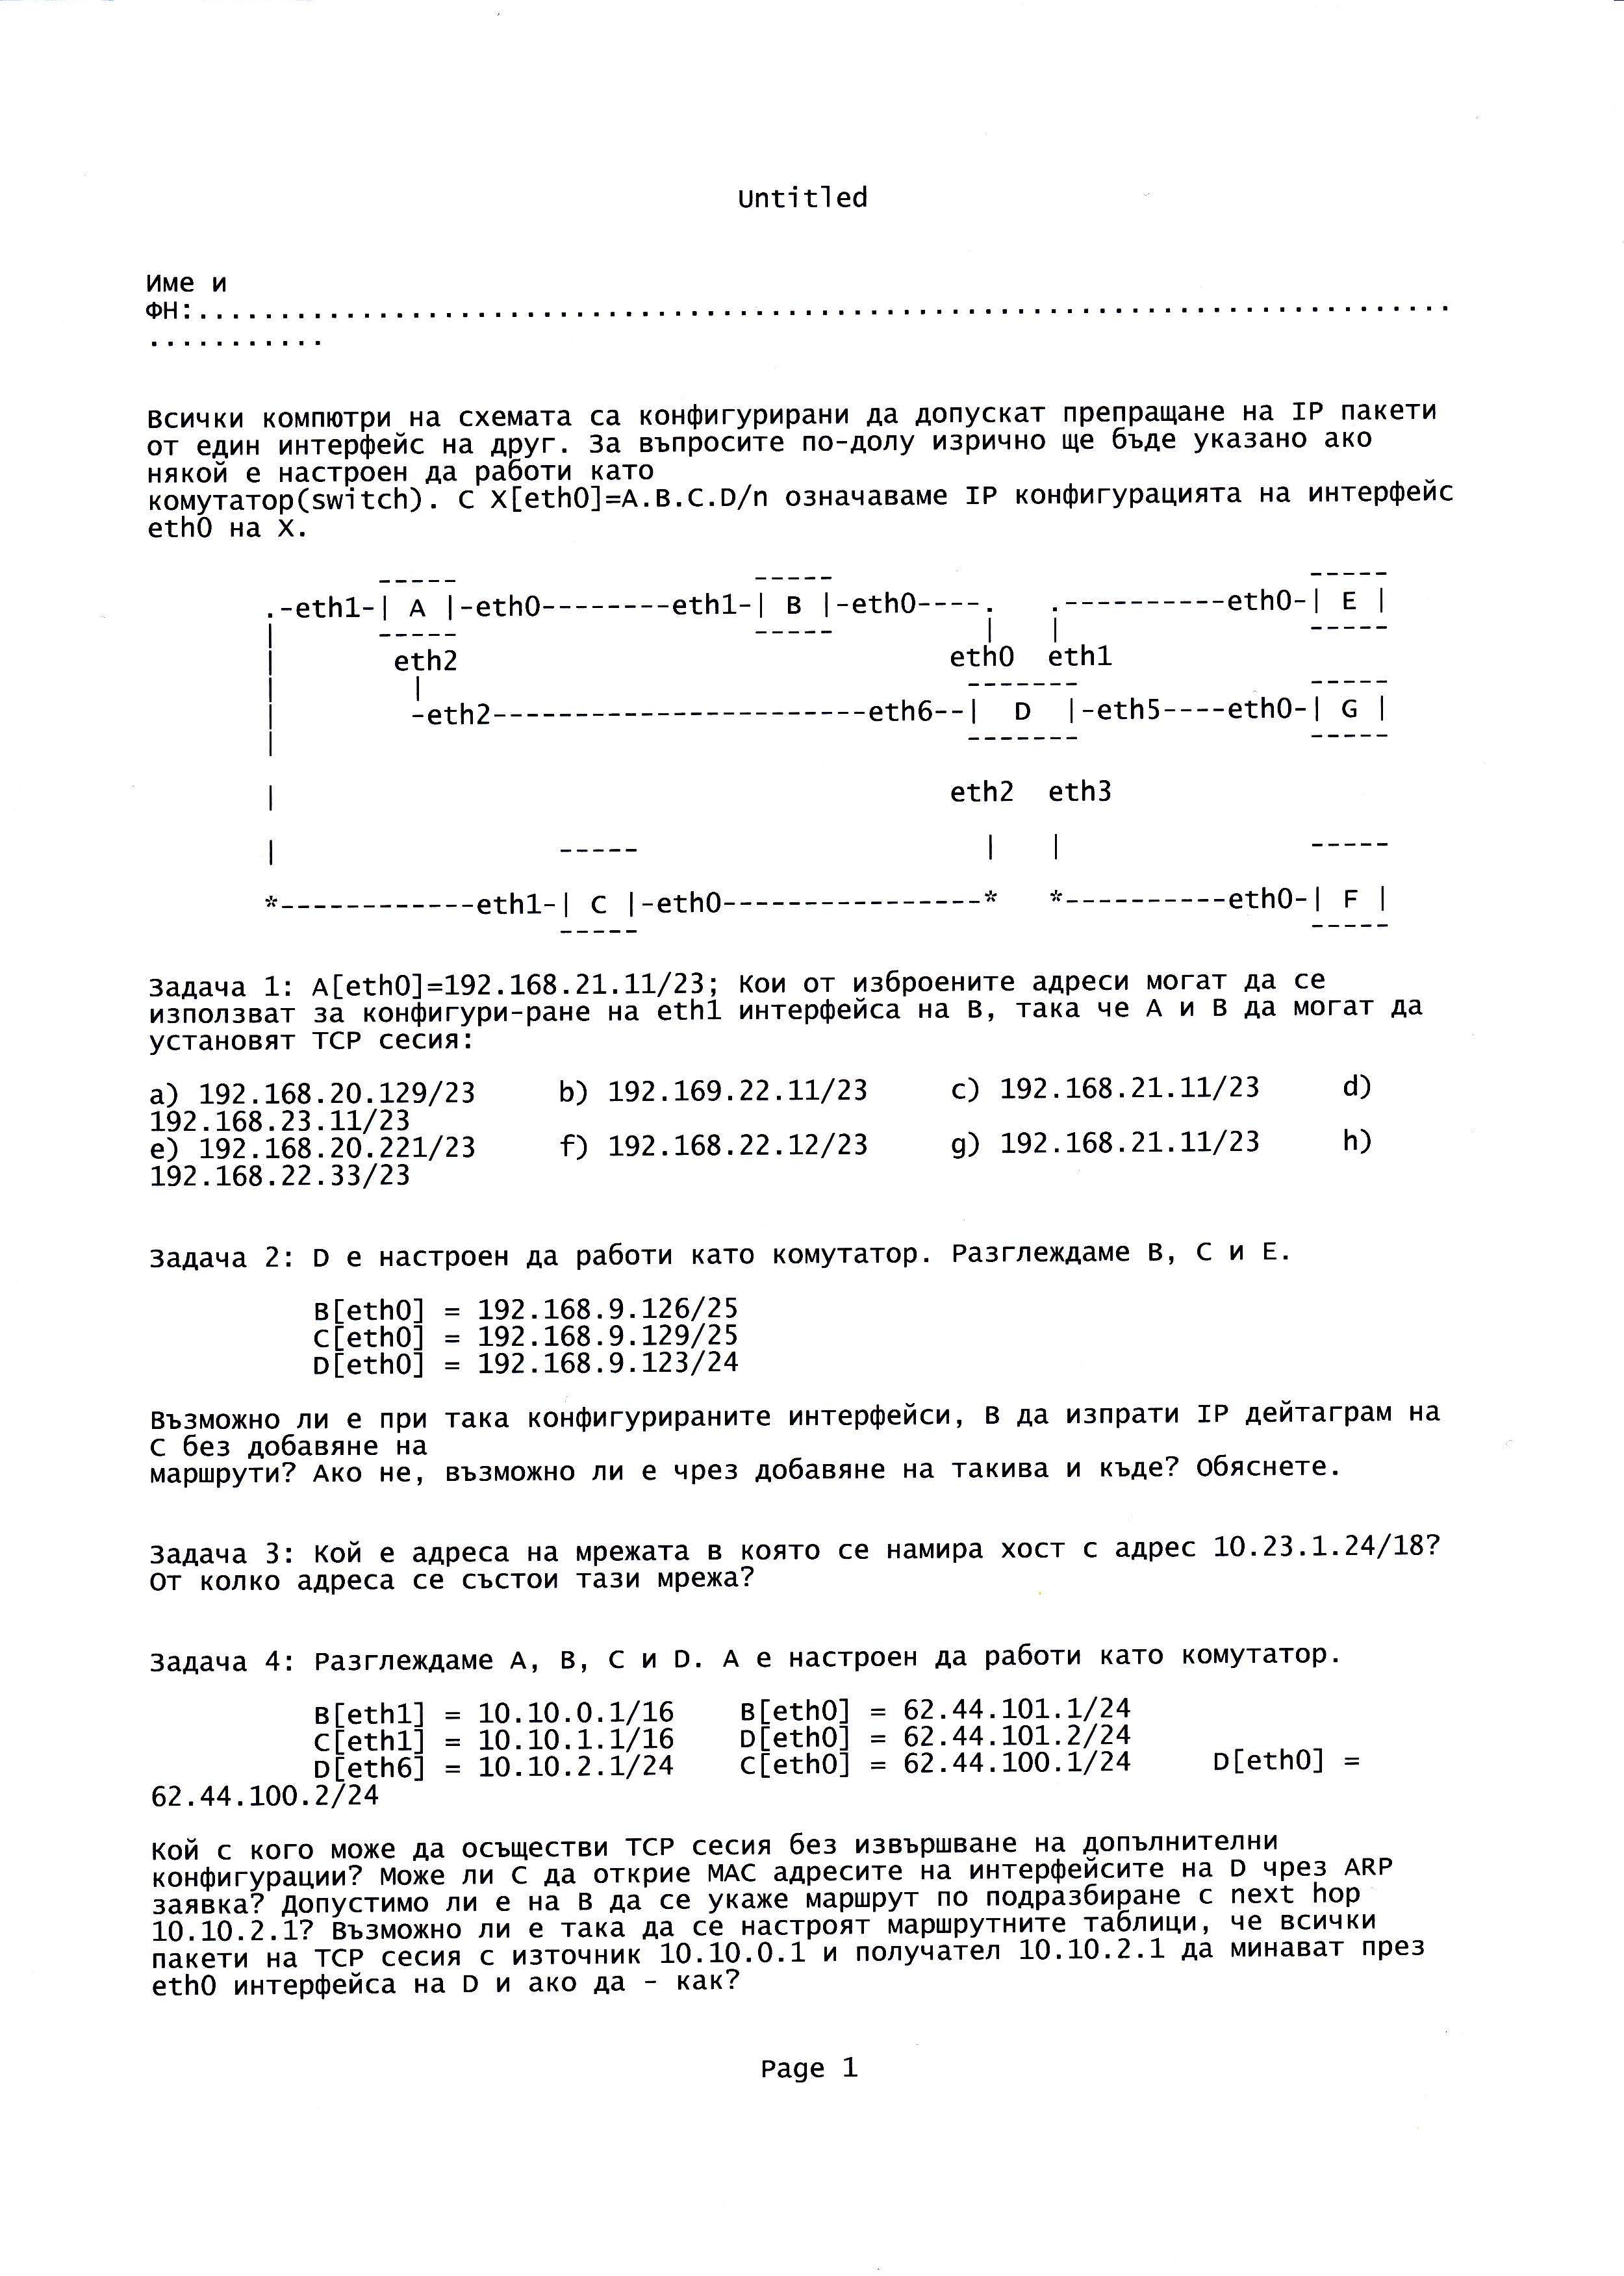 Untitled
Име и
ФН:.............................................................................
...........
Всички компютри на схемата са конфигурирани да допускат препращане на IP пакети
от един интерфейс на друг. За въпросите по-долу изрично ще бъде указано ако
някой е настроен да работи като
комутатор(switch). С X[eth0]=A.B.C.D/n означаваме IP конфигурацията на интерфейс
eth0 на X.
-----                  -----                             -----
.-eth1-| A |-eth0--------eth1-| B |-eth0----.   .----------eth0-| E |
|      -----                  -----         |   |               -----
|       eth2                              eth0  eth1
|        |                                 -------              -----
|        -eth2-----------------------eth6--|  D  |-eth5----eth0-| G |
|                                          -------              -----
|                                         eth2  eth3
|                 -----                     |   |               -----
*------------eth1-| C |-eth0----------------*   *----------eth0-| F |
-----                                             -----
Задача 1: A[eth0]=192.168.21.11/23; Кои от изброените адреси могат да се
използват за конфигури-ране на eth1 интерфейса на B, така че A и B да могат да
установят TCP сесия:
a) 192.168.20.129/23     b) 192.169.22.11/23     c) 192.168.21.11/23     d)
192.168.23.11/23
e) 192.168.20.221/23     f) 192.168.22.12/23     g) 192.168.21.11/23     h)
192.168.22.33/23
Задача 2: D е настроен да работи като комутатор. Разглеждаме B, C и E.
B[eth0] = 192.168.9.126/25
C[eth0] = 192.168.9.129/25
D[eth0] = 192.168.9.123/24
Възможно ли е при така конфигурираните интерфейси, B да изпрати IP дейтаграм на
C без добавяне на
маршрути? Ако не, възможно ли е чрез добавяне на такива и къде? Обяснете.
Задача 3: Кой е адреса на мрежата в която се намира хост с адрес 10.23.1.24/18?
От колко адреса се състои тази мрежа?
Задача 4: Разглеждаме A, B, C и D. A е настроен да работи като комутатор.
B[eth1] = 10.10.0.1/16    B[eth0] = 62.44.101.1/24
C[eth1] = 10.10.1.1/16    D[eth0] = 62.44.101.2/24
D[eth6] = 10.10.2.1/24    C[eth0] = 62.44.100.1/24     D[eth0] =
62.44.100.2/24
Кой с кого може да осъществи TCP сесия без извършване на допълнителни
конфигурации? Може ли C да открие MAC адресите на интерфейсите на D чрез ARP
заявка? Допустимо ли е на B да се укаже маршрут по подразбиране с next hop
10.10.2.1? Възможно ли е така да се настроят маршрутните таблици, че всички
пакети на TCP сесия с източник 10.10.0.1 и получател 10.10.2.1 да минават през
eth0 интерфейса на D и ако да - как?
Page 1